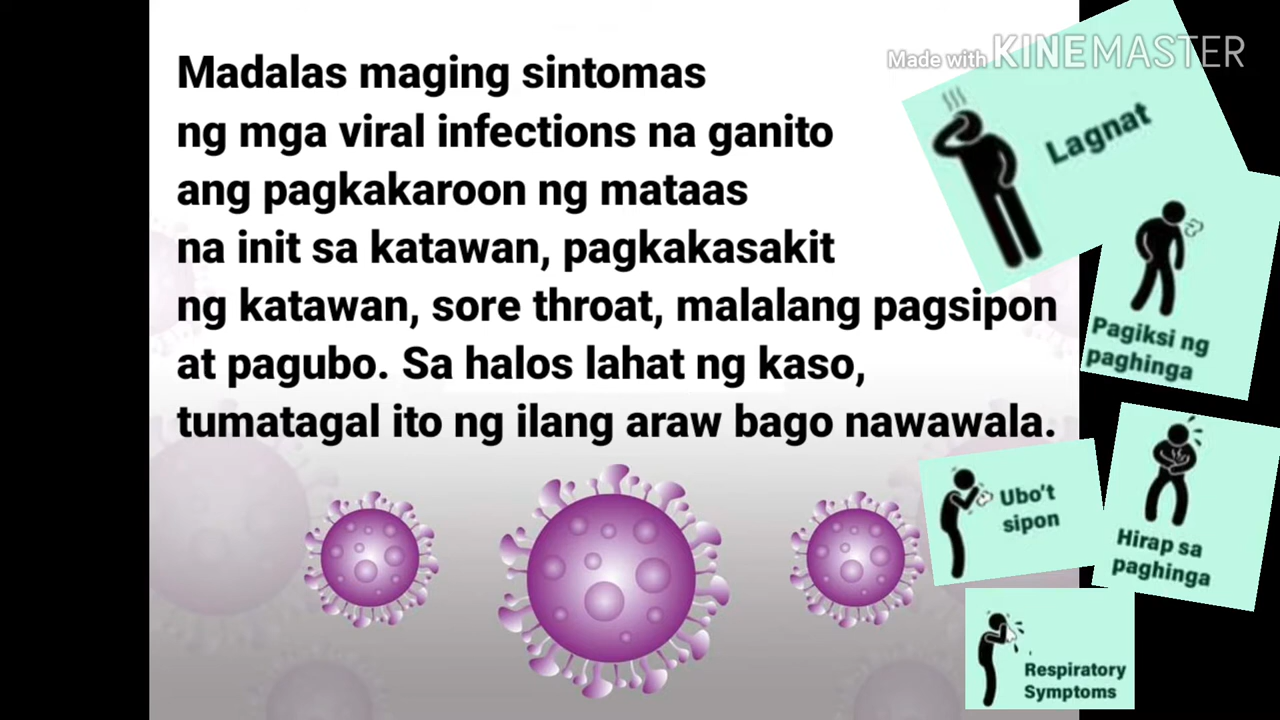 Madalas maging sintomas
ng mga viral infections na ganito
ang pagkakaroon ng mataas
na init sa katawan, pagkakasakit
ng katawan, sore throat, malalang pagsipon
at pagubo. Sa halos lahat ng kaso,
tumatagal ito ng ilang araw bago nawawala.
Made with KINEMASTER
Lagnat
Pagiksi ng
paghinga
Ubo't
sipon
Hirap sa
paghinga
Respiratory
Symptoms